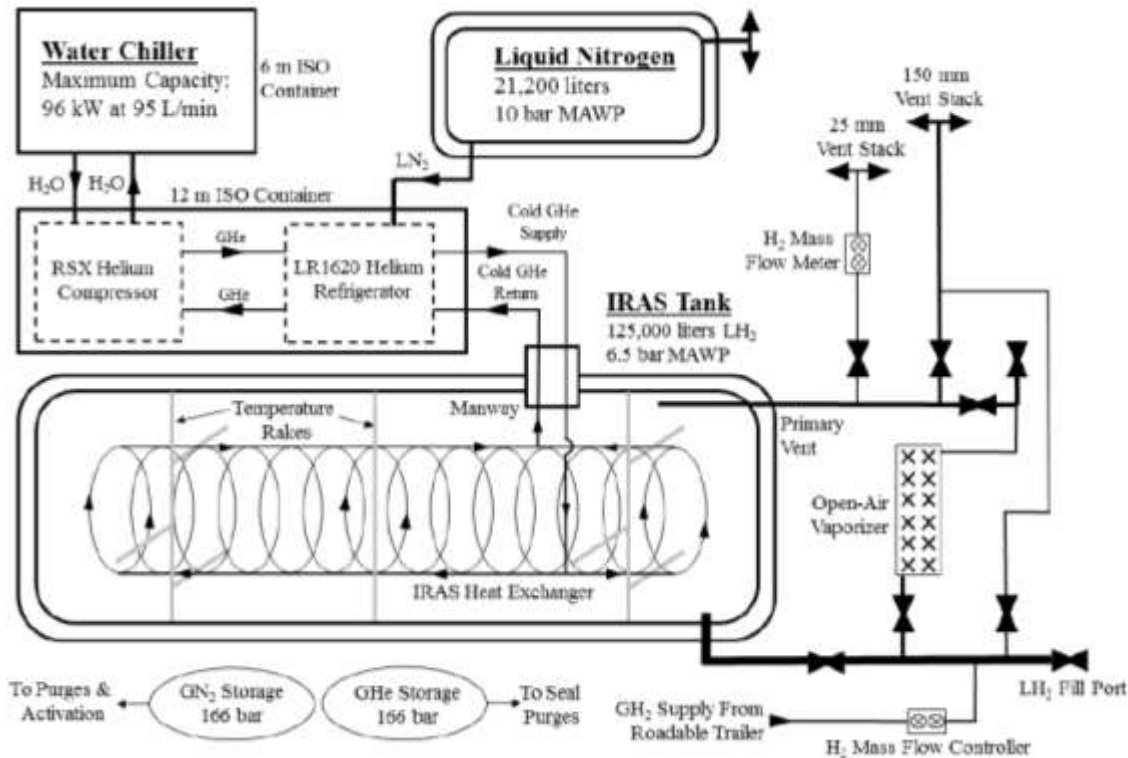 Water Chiller
Maximum Capacity:
96 kW at 95 L/min
6 m ISO
Container
Liquid Nitrogen
21,200 liters
10 bar MAWP
150 mm
Vent Stack
25 mm
Vent Stack
LN₂
H₂O
H₂O
12 m ISO Container
Cold GHe
Supply
GHe
RSX Helium
Compressor
LR1620 Helium
Refrigerator
GHe
Cold GHe
Return
H₂ Mass
Flow Meter
IRAS Tank
125,000 liters LH₂
6.5 bar MAWP
Temperature
Rakes
Manway
Primary
Vent
Open-Air
Vaporizer
IRAS Heat Exchanger
To Purges &
Activation
GN₂ Storage
166 bar
GHe Storage
166 bar
To Seal
Purges
LH₂ Fill Port
GH₂ Supply From
Roadable Trailer
H₂ Mass Flow Controller